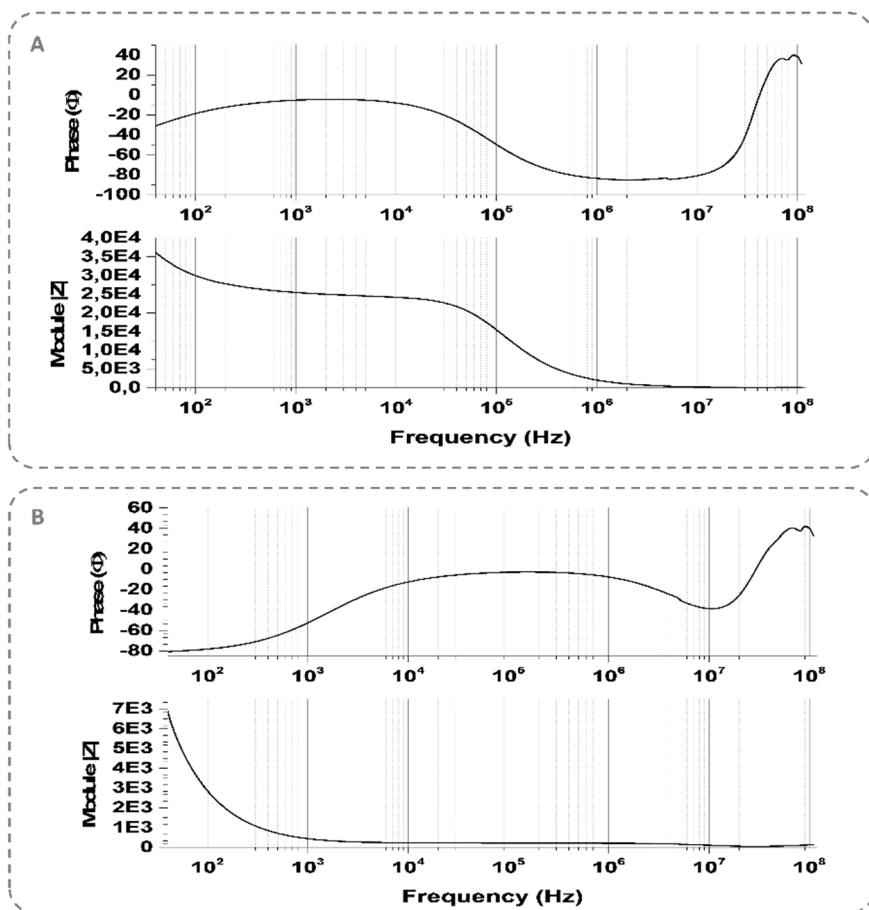 A
40
20
0
-20
-40
-60
-80
-100
Phase (Φ)
10² 10³ 10⁴ 10⁵ 10⁶ 10⁷ 10⁸
4,0E4
3,5E4
3,0E4
2,5E4
2,0E4
1,5E4
1,0E4
5,0E3
0,0
Module |Z|
10² 10³ 10⁴ 10⁵ 10⁶ 10⁷ 10⁸
Frequency (Hz)
B
60
40
20
0
-20
-40
-60
-80
Phase (Φ)
10² 10³ 10⁴ 10⁵ 10⁶ 10⁷ 10⁸
7E3
6E3
5E3
4E3
3E3
2E3
1E3
0
Module |Z|
10² 10³ 10⁴ 10⁵ 10⁶ 10⁷ 10⁸
Frequency (Hz)